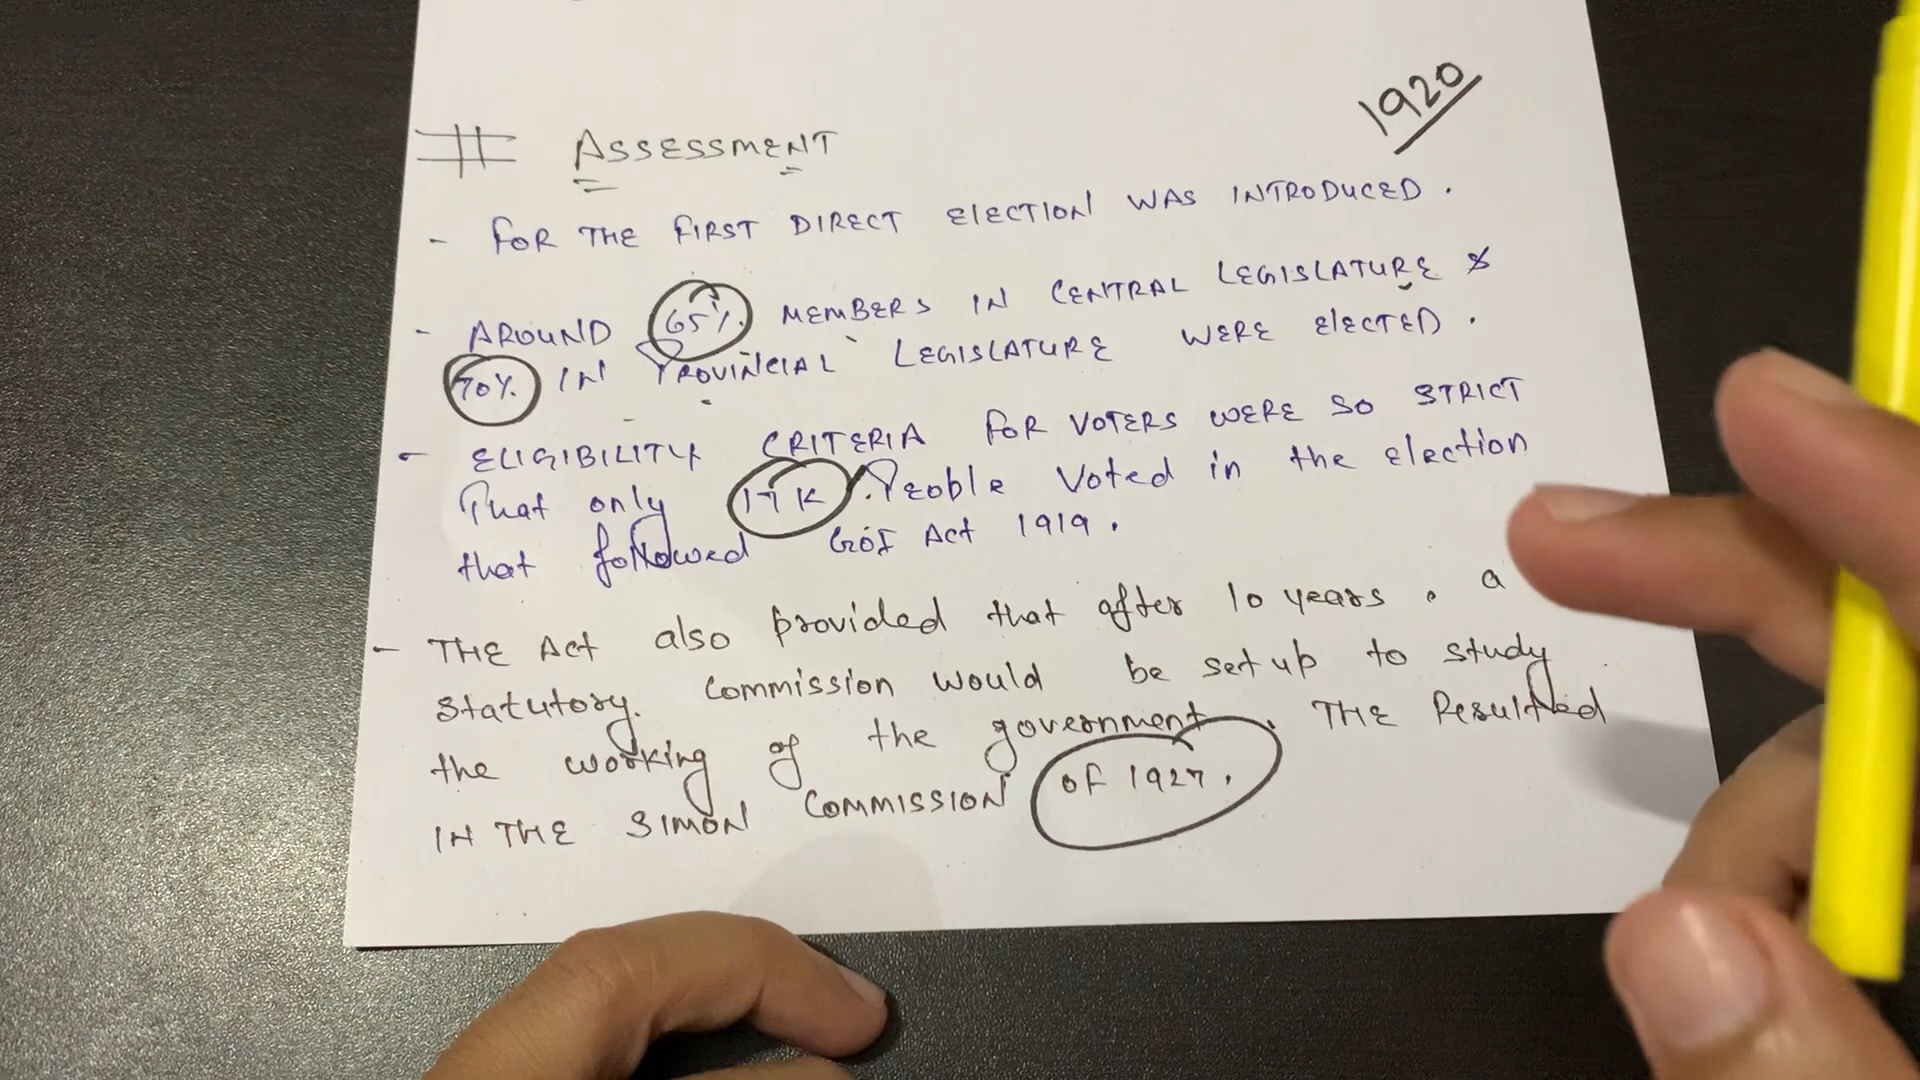 1920
# ASSESSMENT
- FOR THE FIRST DIRECT ELECTION WAS INTRODUCED.
- AROUND 65% MEMBERS IN CENTRAL LEGISLATURE &
70% IN PROVINCIAL LEGISLATURE WERE ELECTED.
- ELIGIBILITY CRITERIA FOR VOTERS WERE SO STRICT
That only 17 K People Voted in the election
that followed GOI Act 1919.
- THE Act also provided that after 10 years, a
statutory commission would be set up to study
the working of the government. THE Resulted
IN THE SIMON COMMISSION OF 1927.